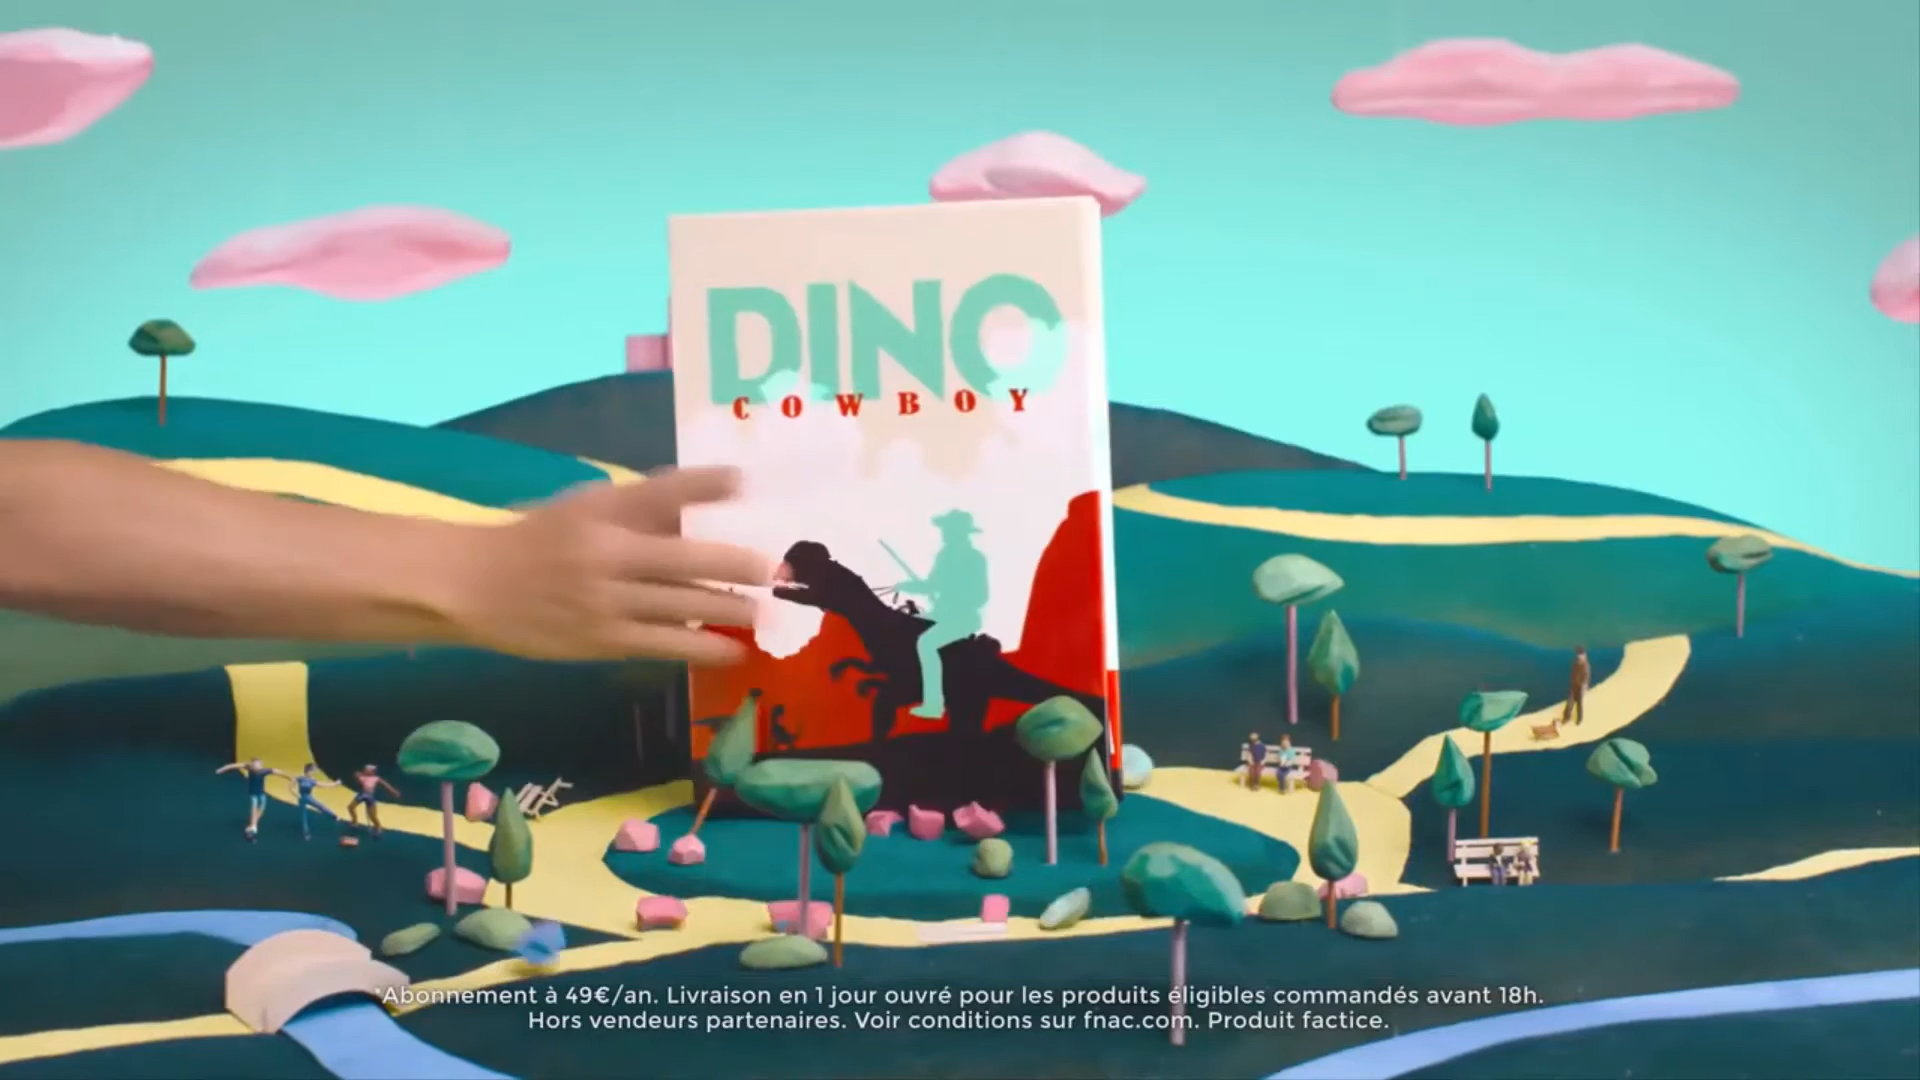 DINO
COWBOY
*Abonnement à 49€/an. Livraison en 1 jour ouvré pour les produits éligibles commandés avant 18h.
Hors vendeurs partenaires. Voir conditions sur fnac.com. Produit factice.